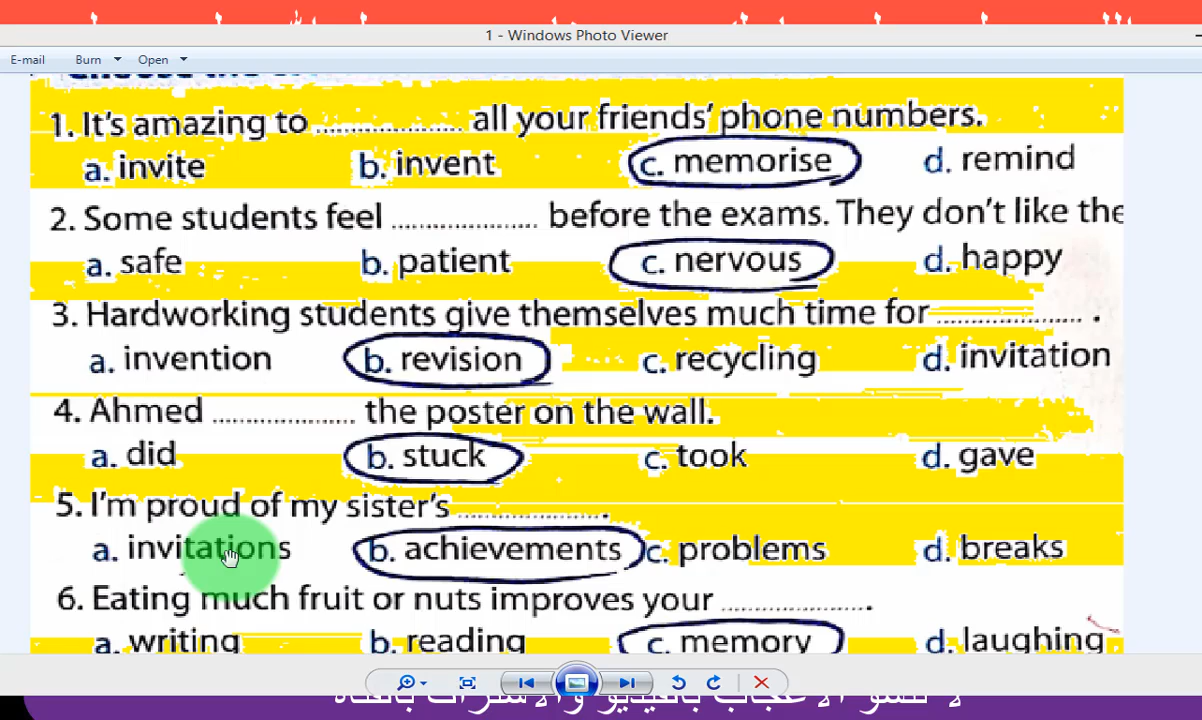 1 - Windows Photo Viewer
E-mail Burn Open
1. It's amazing to .................... all your friends' phone numbers.
a. invite b. invent c. memorise d. remind
2. Some students feel .................... before the exams. They don't like the
a. safe b. patient c. nervous d. happy
3. Hardworking students give themselves much time for .................... .
a. invention b. revision c. recycling d. invitation
4. Ahmed .................... the poster on the wall.
a. did b. stuck c. took d. gave
5. I'm proud of my sister's .................... .
a. invitations b. achievements c. problems d. breaks
6. Eating much fruit or nuts improves your .................... .
a. writing b. reading c. memory d. laughing